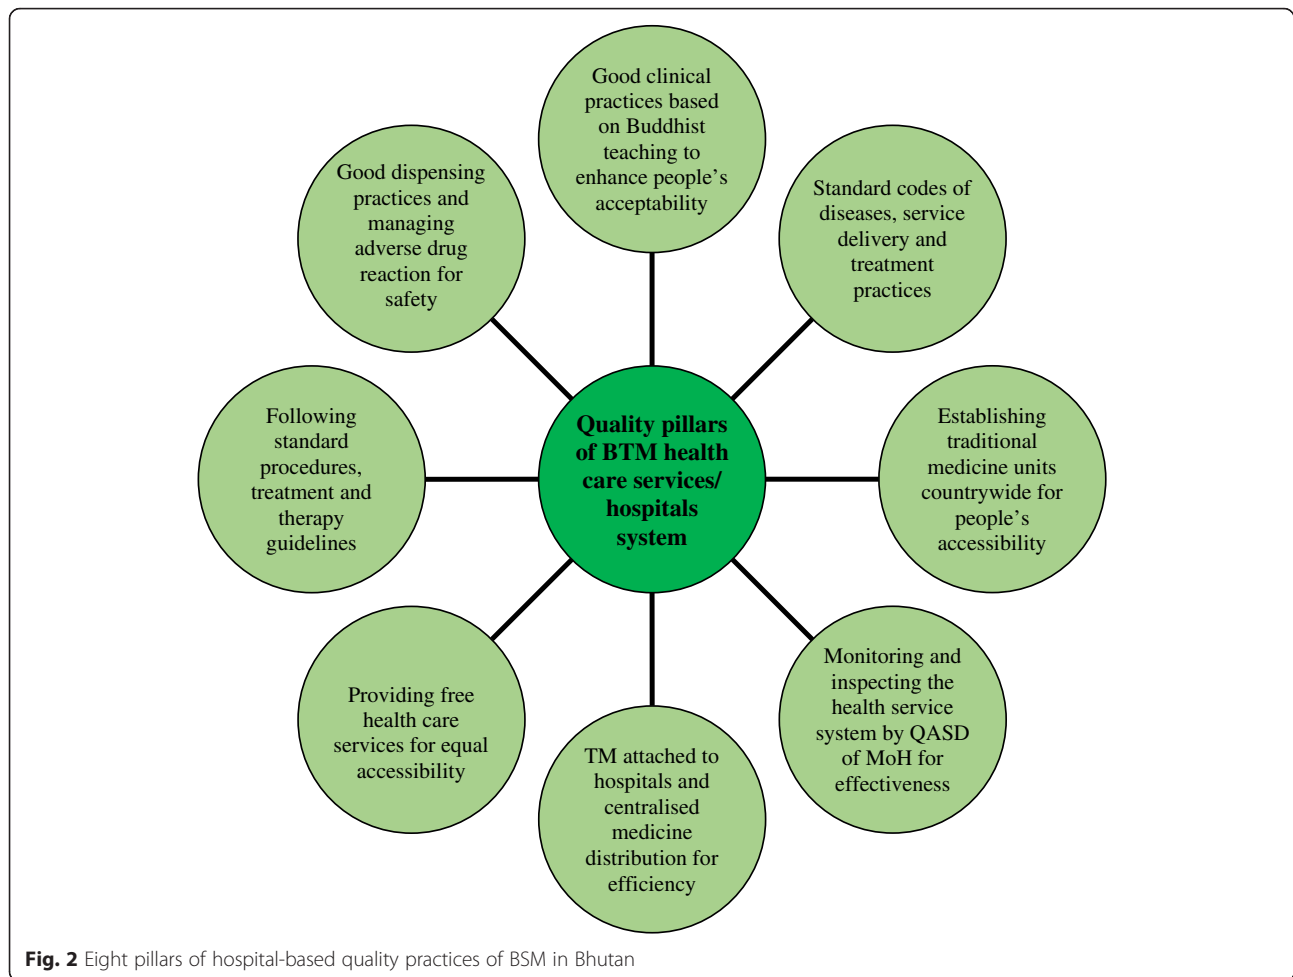 Good clinical
practices based
on Buddhist
teaching to
enhance people's
acceptability
Standard codes of
diseases, service
delivery and
treatment
practices
Establishing
traditional
medicine units
countrywide for
people's
accessibility
Monitoring and
inspecting the
health service
system by QASD
of MoH for
effectiveness
TM attached to
hospitals and
centralised
medicine
distribution for
efficiency
Providing free
health care
services for equal
accessibility
Following
standard
procedures,
treatment and
therapy
guidelines
Good dispensing
practices and
managing
adverse drug
reaction for
safety
Quality pillars
of BTM health
care services/
hospitals
system
Fig. 2 Eight pillars of hospital-based quality practices of BSM in Bhutan